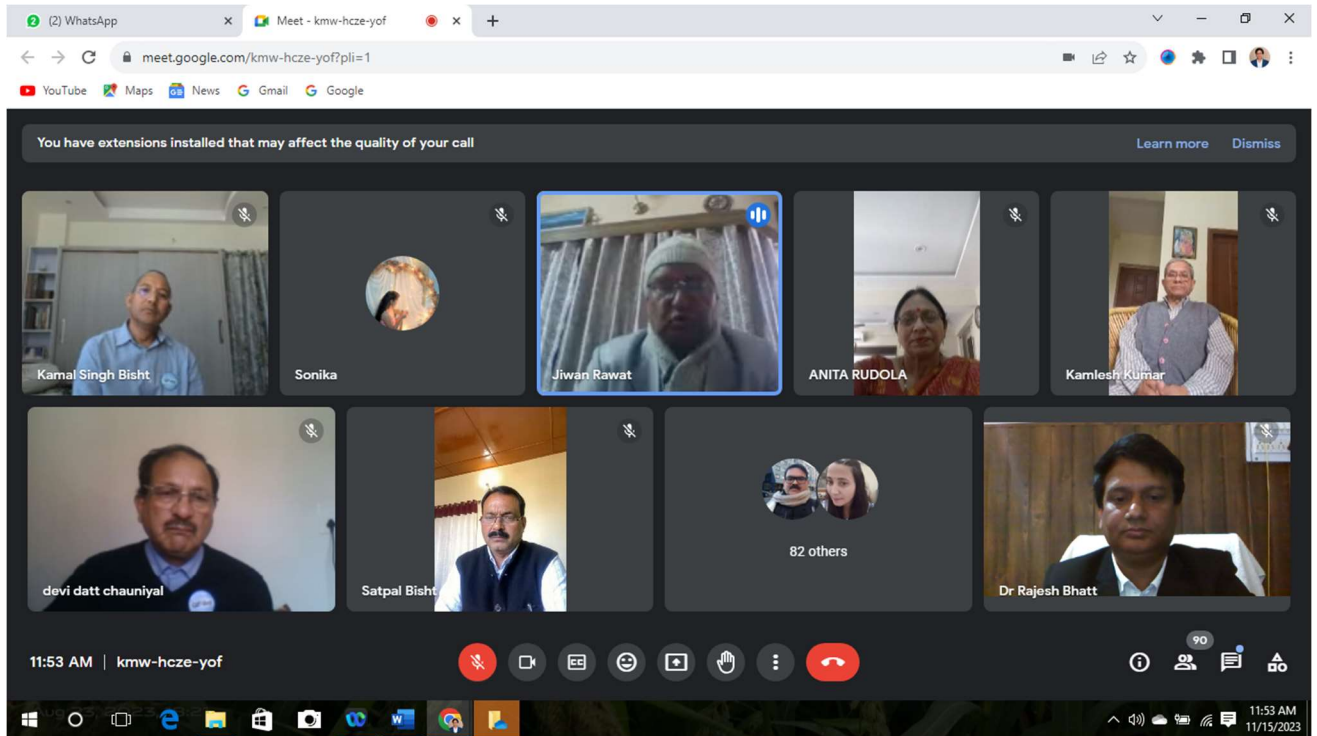 2 (2) WhatsApp
Meet - kmw-hcze-yof
meet.google.com/kmw-hcze-yof?pli=1
YouTube Maps GB News G Gmail G Google
You have extensions installed that may affect the quality of your call Learn more Dismiss
Kamal Singh Bisht
Sonika
Jiwan Rawat
ANITA RUDOLA
Kamlesh Kumar
devi datt chauniyal
Satpal Bisht
82 others
Dr Rajesh Bhatt
11:53 AM | kmw-hcze-yof
CC
90
11:53 AM
11/15/2023